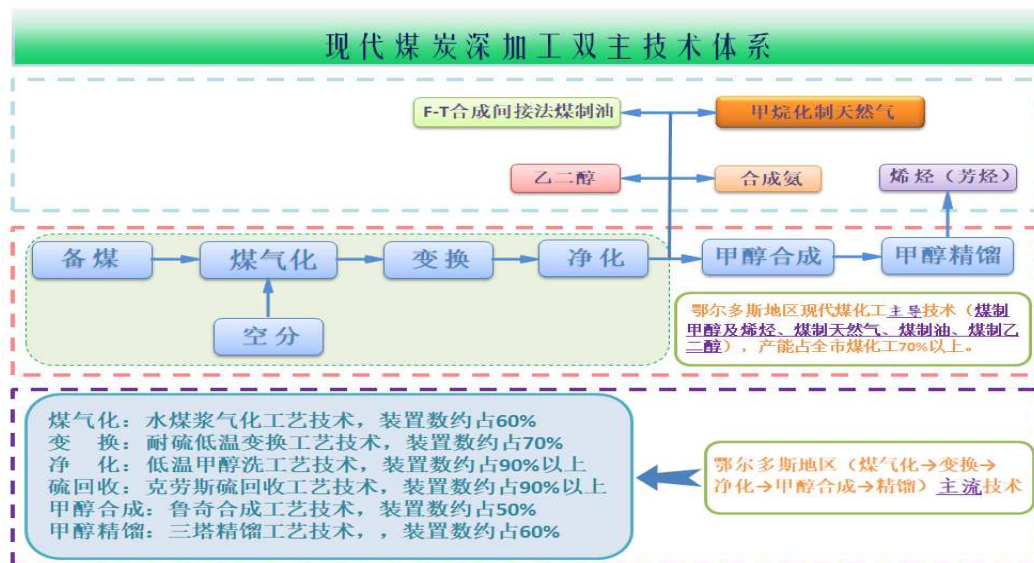 现代煤炭深加工双主技术体系
F-T合成间接法煤制油
甲烷化制天然气
乙二醇
合成氨
烯烃（芳烃）
备煤
煤气化
变换
净化
甲醇合成
甲醇精馏
空分
鄂尔多斯地区现代煤化工主导技术（煤制
甲醇及烯烃、煤制天然气、煤制油、煤制乙
二醇），产能占全市煤化工70%以上。
煤气化：水煤浆气化工艺技术，装置数约占60%
变　换：耐硫低温变换工艺技术，装置数约占70%
净　化：低温甲醇洗工艺技术，装置数约占90%以上
硫回收：克劳斯硫回收工艺技术，装置数约占90%以上
甲醇合成：鲁奇合成工艺技术，装置数约占50%
甲醇精馏：三塔精馏工艺技术，，装置数约占60%
鄂尔多斯地区（煤气化→变换→
净化→甲醇合成→精馏）主流技术